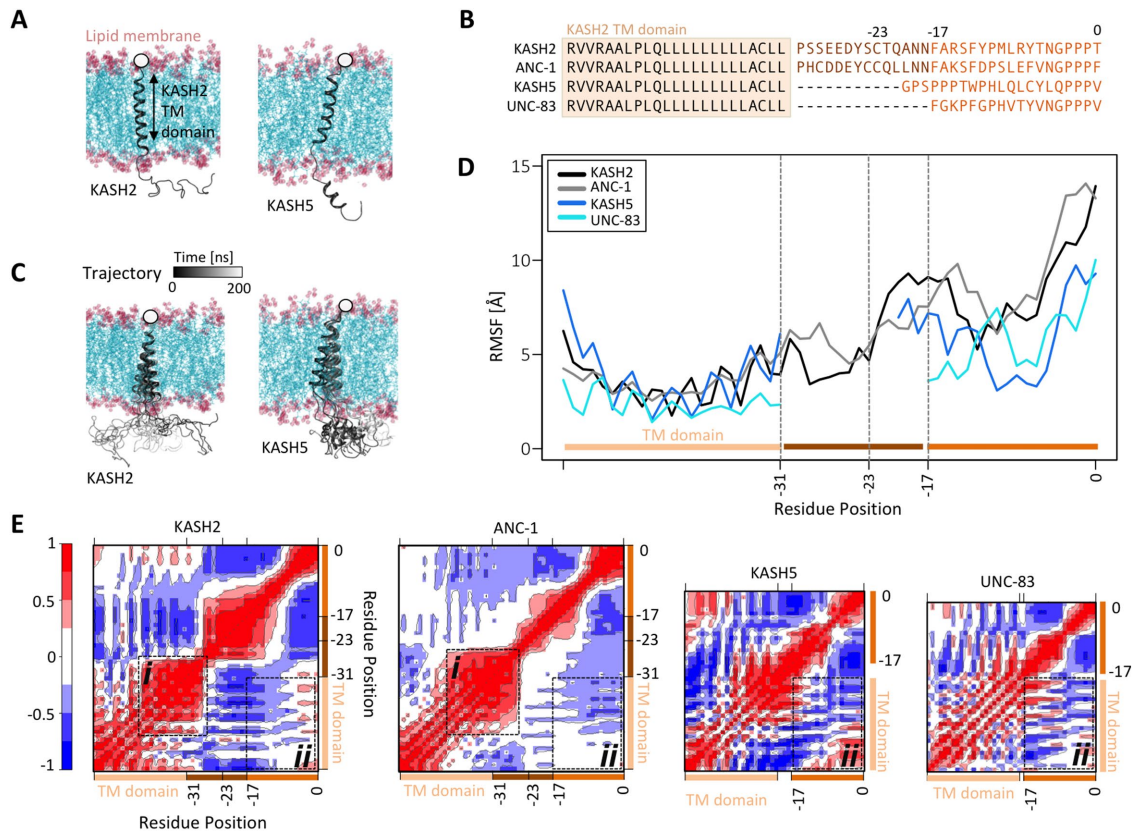 A
Lipid membrane
KASH2
TM
domain
KASH2
KASH5
B
KASH2 TM domain
-23 -17 0
KASH2 RVVRAALPLQLLLLLLLLLACLL PSSEEDYSCTQANNFARSFYPMLRYTNGPPPT
ANC-1 RVVRAALPLQLLLLLLLLLACLL PHCDDEYCCQLLNNFAKSFDPSLEFVNGPPPF
KASH5 RVVRAALPLQLLLLLLLLLACLL -----------GPSPPPTWPHLQLCYLQPPPV
UNC-83 RVVRAALPLQLLLLLLLLLACLL --------------FGKPFGPHVTYVNGPPPV
C
Trajectory
Time [ns]
0 200
KASH2
KASH5
D
15
10
5
0
RMSF [Å]
KASH2
ANC-1
KASH5
UNC-83
TM domain
-31
-23
-17
0
Residue Position
E
1
0.5
0
-0.5
-1
KASH2
i
ii
0
-17
-23
-31
TM domain
Residue Position
TM domain
-31
-23
-17
0
Residue Position
ANC-1
i
ii
0
-17
-23
-31
TM domain
TM domain
-31
-23
-17
0
KASH5
ii
0
-17
TM domain
TM domain
-17
0
UNC-83
ii
0
-17
TM domain
TM domain
-17
0